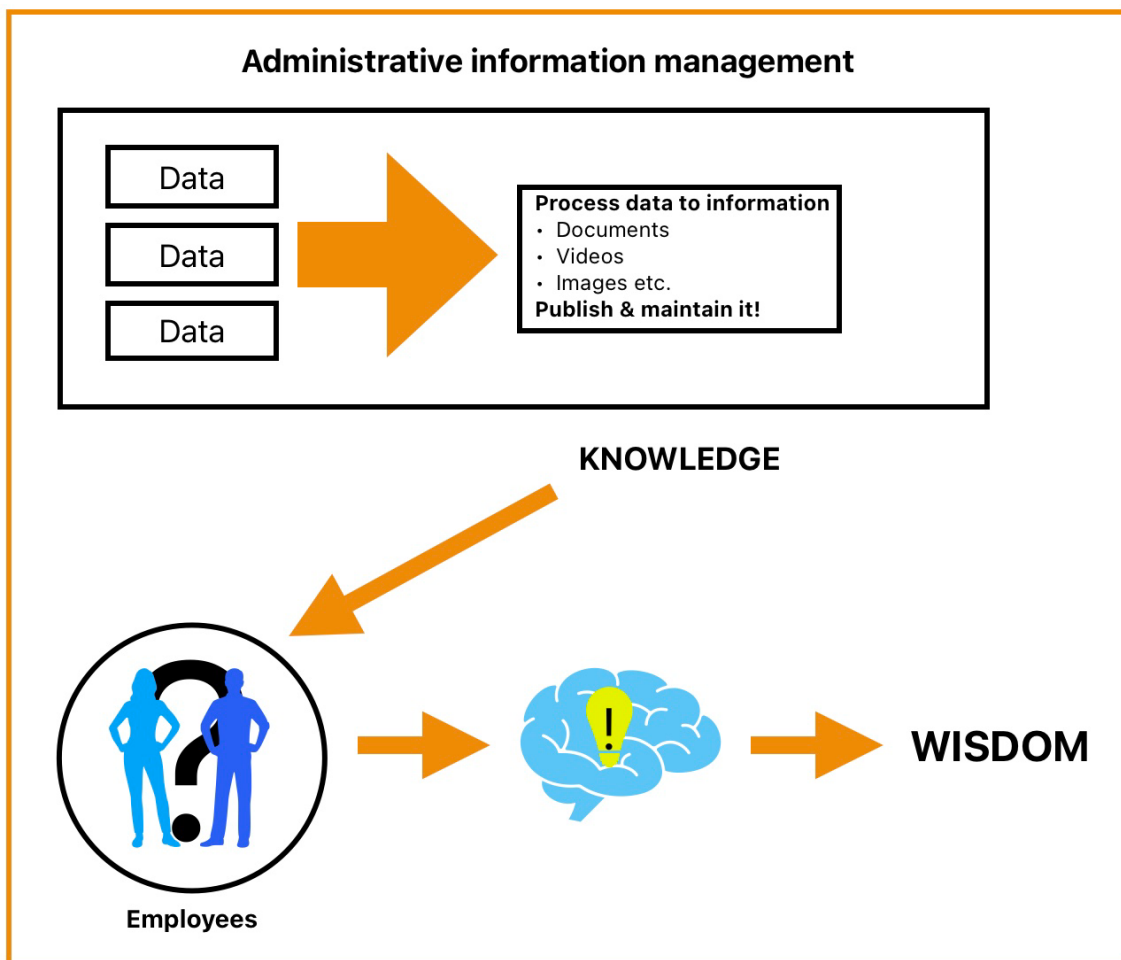 Administrative information management
Data
Data
Data
Process data to information
• Documents
• Videos
• Images etc.
Publish & maintain it!
KNOWLEDGE
?
!
WISDOM
Employees